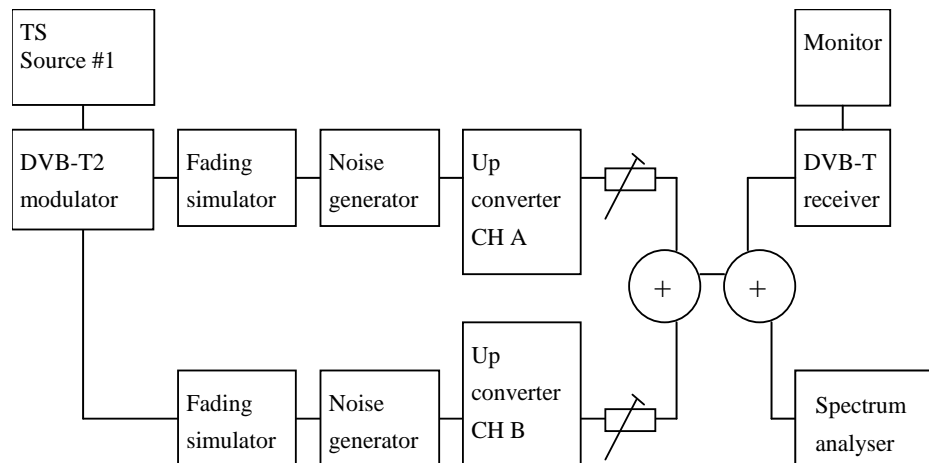 TS
Source #1
Monitor
DVB-T2
modulator
Fading
simulator
Noise
generator
Up
converter
CH A
DVB-T
receiver
+
+
Fading
simulator
Noise
generator
Up
converter
CH B
Spectrum
analyser